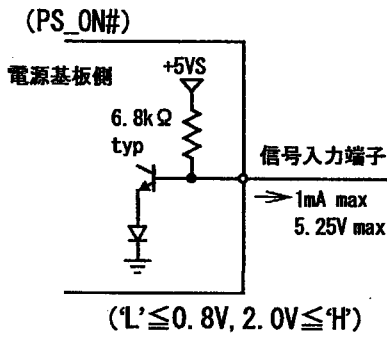 (PS_ON#)
電源基板側
+5VS
6.8kΩ
typ
信号入力端子
1mA max
5.25V max
(‘L’≦0.8V, 2.0V≦‘H’)